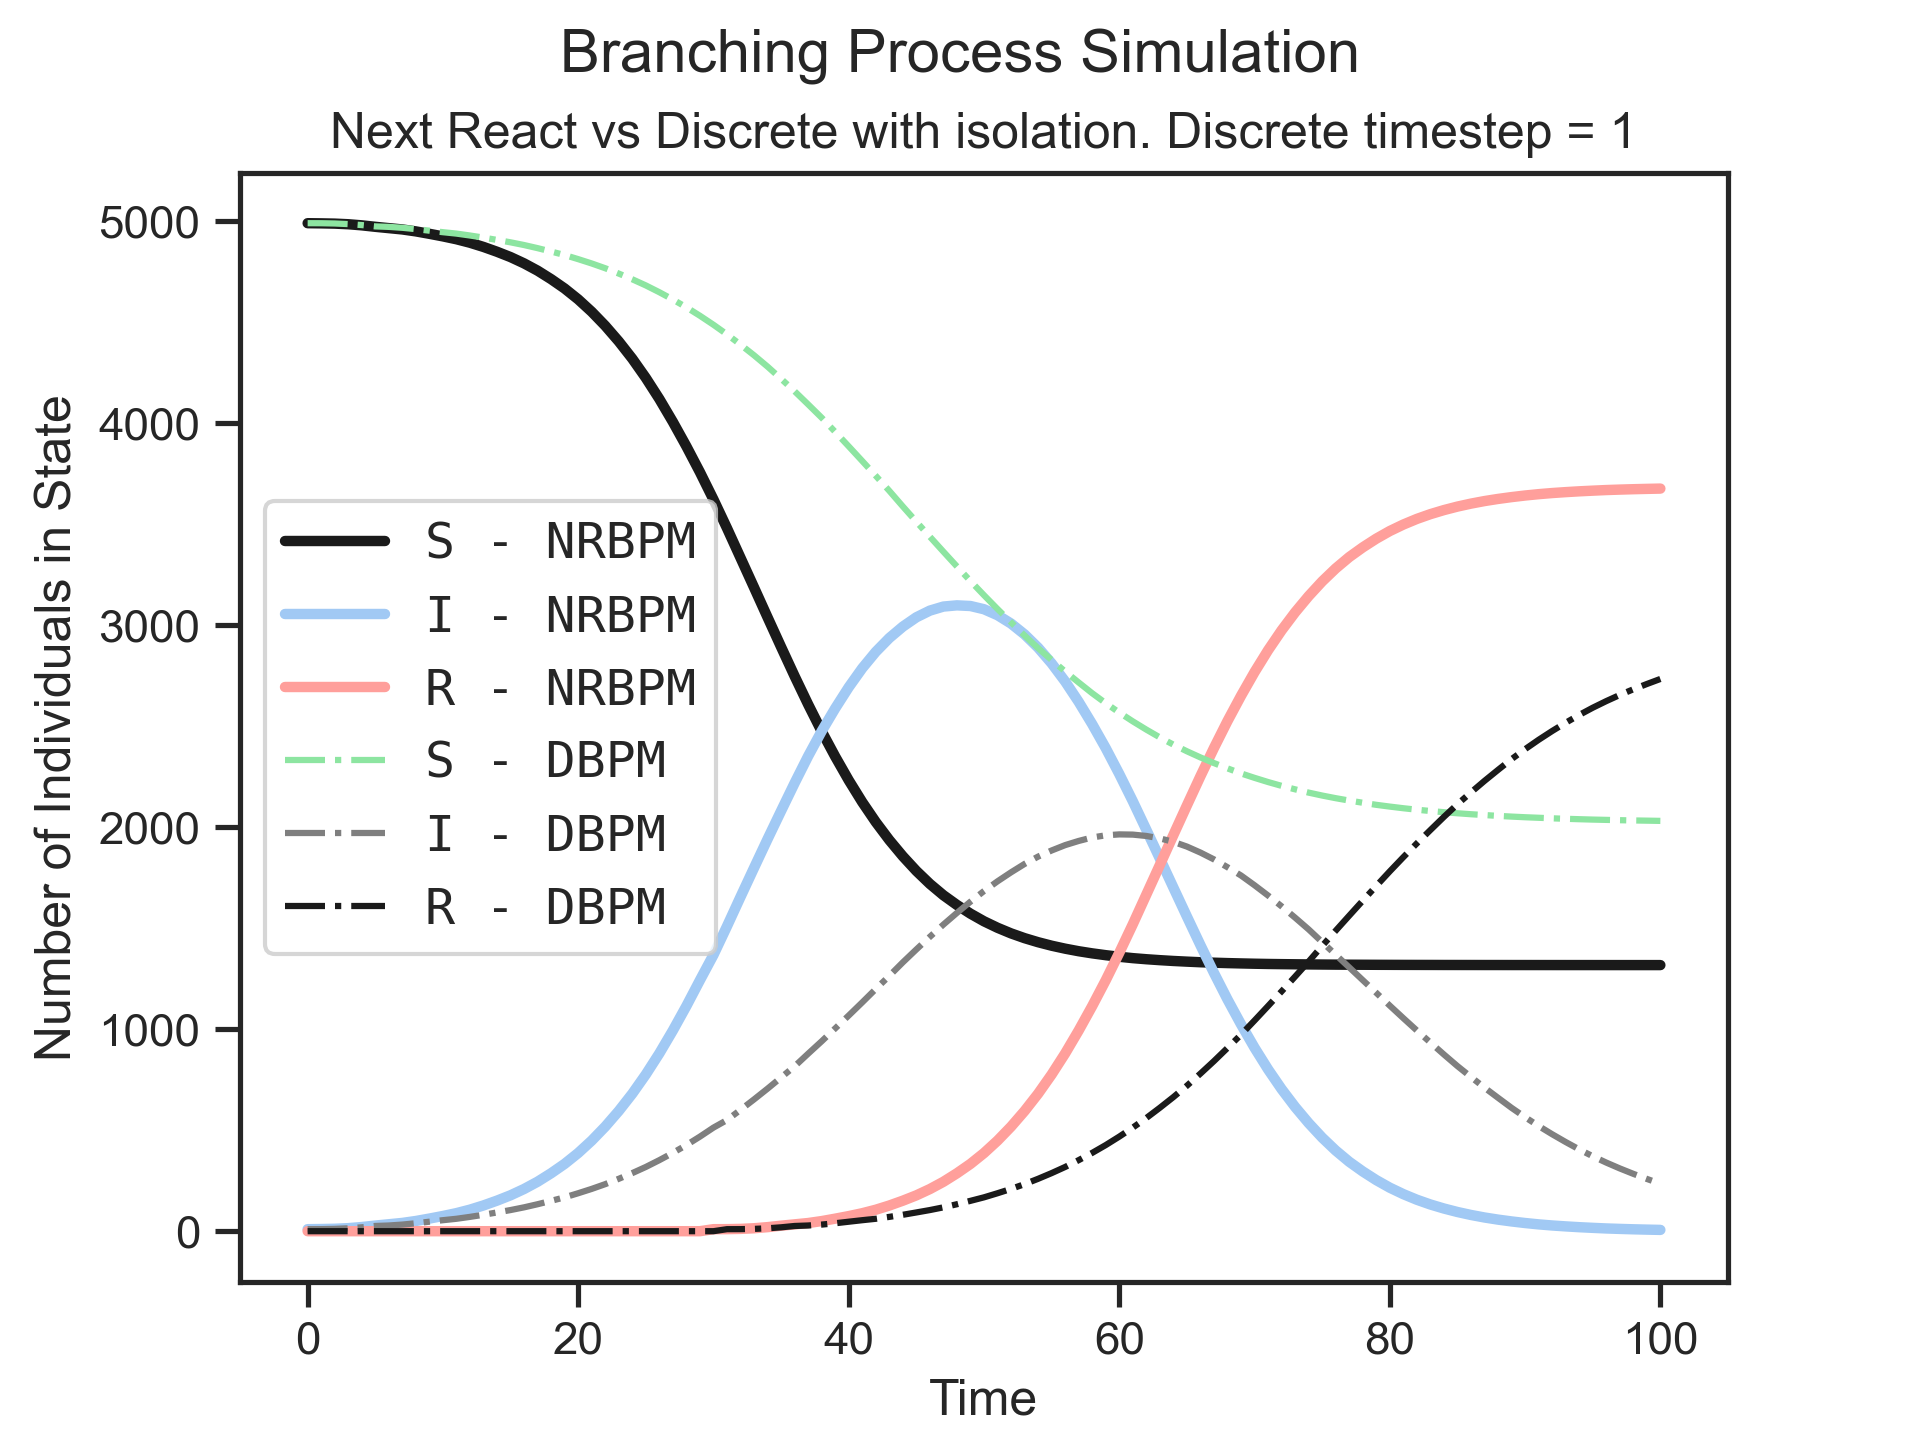 Branching Process Simulation
Next React vs Discrete with isolation. Discrete timestep = 1
Number of Individuals in State
5000
4000
3000
2000
1000
0
S - NRBPM
I - NRBPM
R - NRBPM
S - DBPM
I - DBPM
R - DBPM
0 20 40 60 80 100
Time